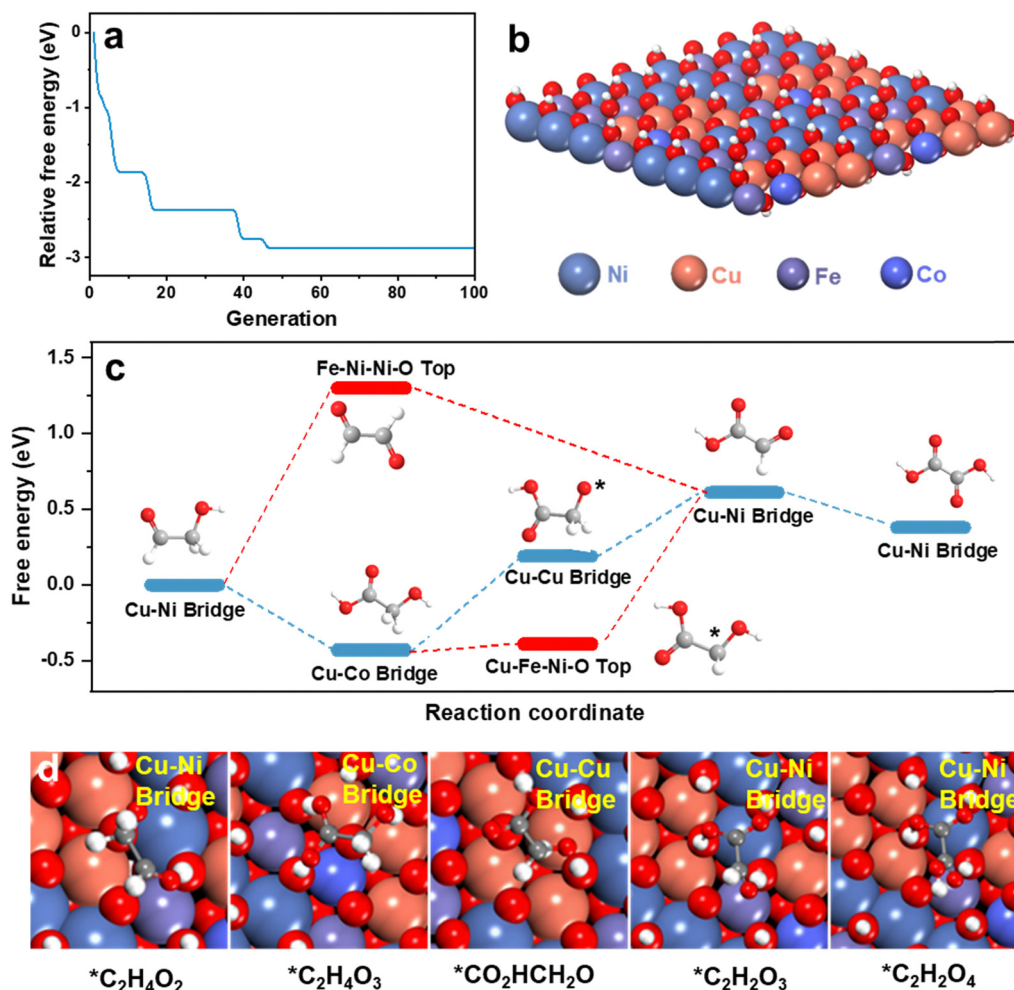 a
Relative free energy (eV)
0
-1
-2
-3
0
20
40
60
80
100
Generation
b
Ni
Cu
Fe
Co
c
Free energy (eV)
1.5
1.0
0.5
0.0
-0.5
Fe-Ni-Ni-O Top
Cu-Ni Bridge
Cu-Co Bridge
*
Cu-Cu Bridge
Cu-Fe-Ni-O Top
*
Cu-Ni Bridge
Cu-Ni Bridge
Reaction coordinate
d
Cu-Ni
Bridge
Cu-Co
Bridge
Cu-Cu
Bridge
Cu-Ni
Bridge
Cu-Ni
Bridge
*C₂H₄O₂
*C₂H₄O₃
*CO₂HCH₂O
*C₂H₂O₃
*C₂H₂O₄